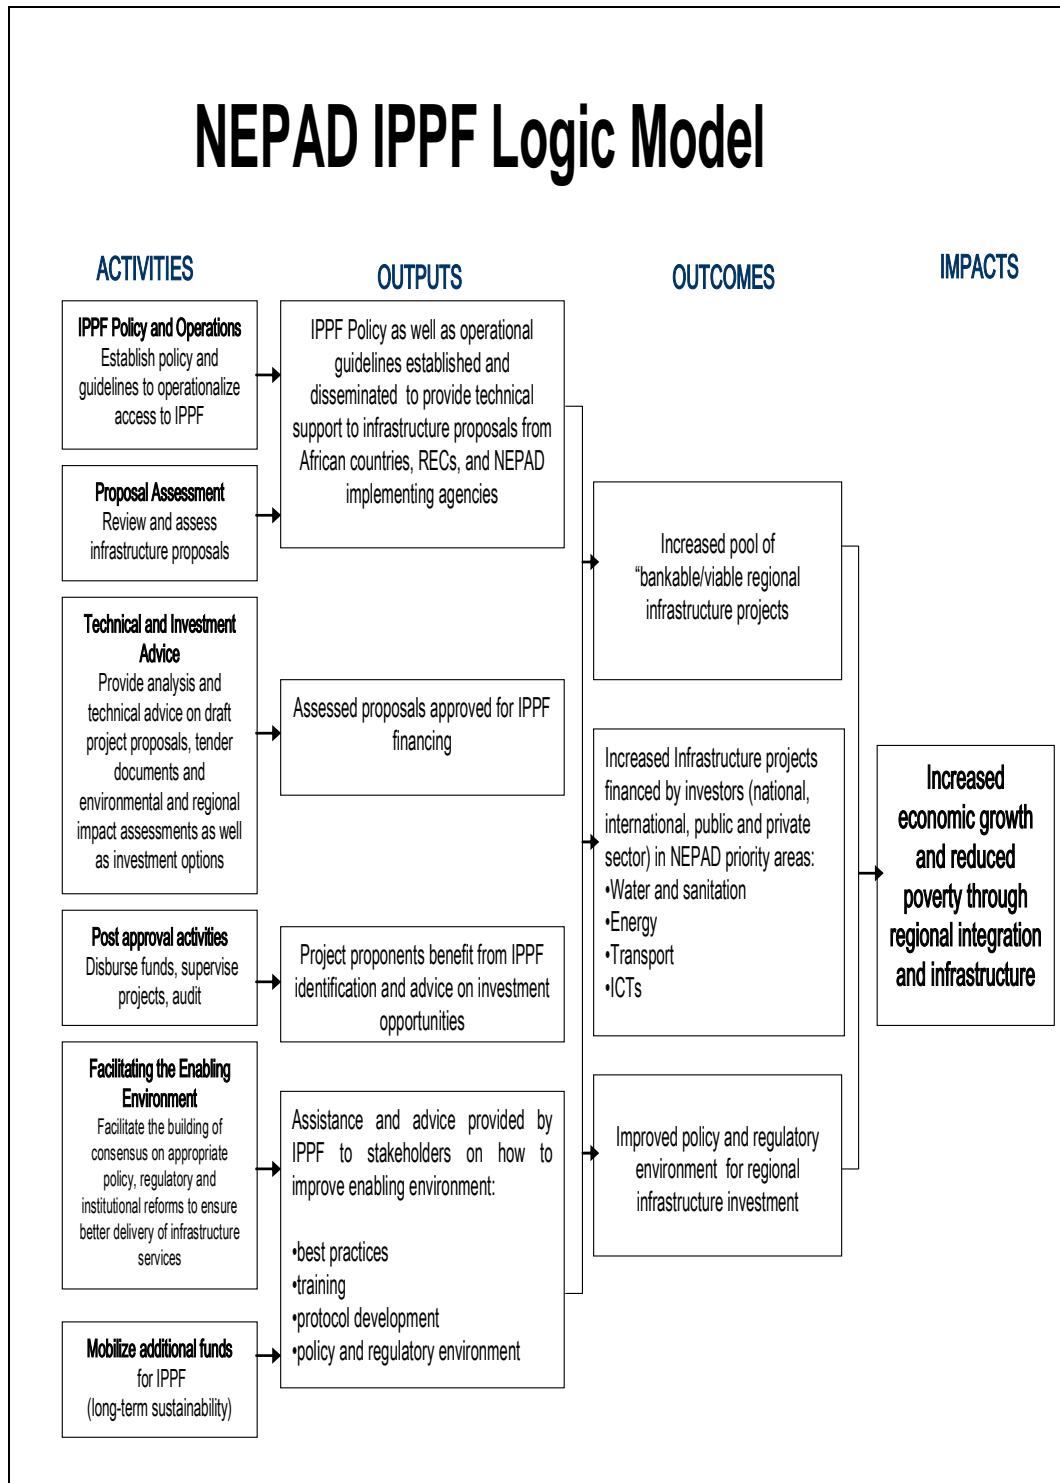 NEPAD IPPF Logic Model
ACTIVITIES
OUTPUTS
OUTCOMES
IMPACTS
IPPF Policy and Operations
Establish policy and
guidelines to operationalize
access to IPPF
Proposal Assessment
Review and assess
infrastructure proposals
Technical and Investment
Advice
Provide analysis and
technical advice on draft
project proposals, tender
documents and
environmental and regional
impact assessments as well
as investment options
Post approval activities
Disburse funds, supervise
projects, audit
Facilitating the Enabling
Environment
Facilitate the building of
consensus on appropriate
policy, regulatory and
institutional reforms to ensure
better delivery of infrastructure
services
Mobilize additional funds
for IPPF
(long-term sustainability)
IPPF Policy as well as operational
guidelines established and
disseminated to provide technical
support to infrastructure proposals from
African countries, RECs, and NEPAD
implementing agencies
Assessed proposals approved for IPPF
financing
Project proponents benefit from IPPF
identification and advice on investment
opportunities
Assistance and advice provided by
IPPF to stakeholders on how to
improve enabling environment:
•best practices
•training
•protocol development
•policy and regulatory environment
Increased pool of
“bankable/viable regional
infrastructure projects
Increased Infrastructure projects
financed by investors (national,
international, public and private
sector) in NEPAD priority areas:
•Water and sanitation
•Energy
•Transport
•ICTs
Improved policy and regulatory
environment for regional
infrastructure investment
Increased
economic growth
and reduced
poverty through
regional integration
and infrastructure